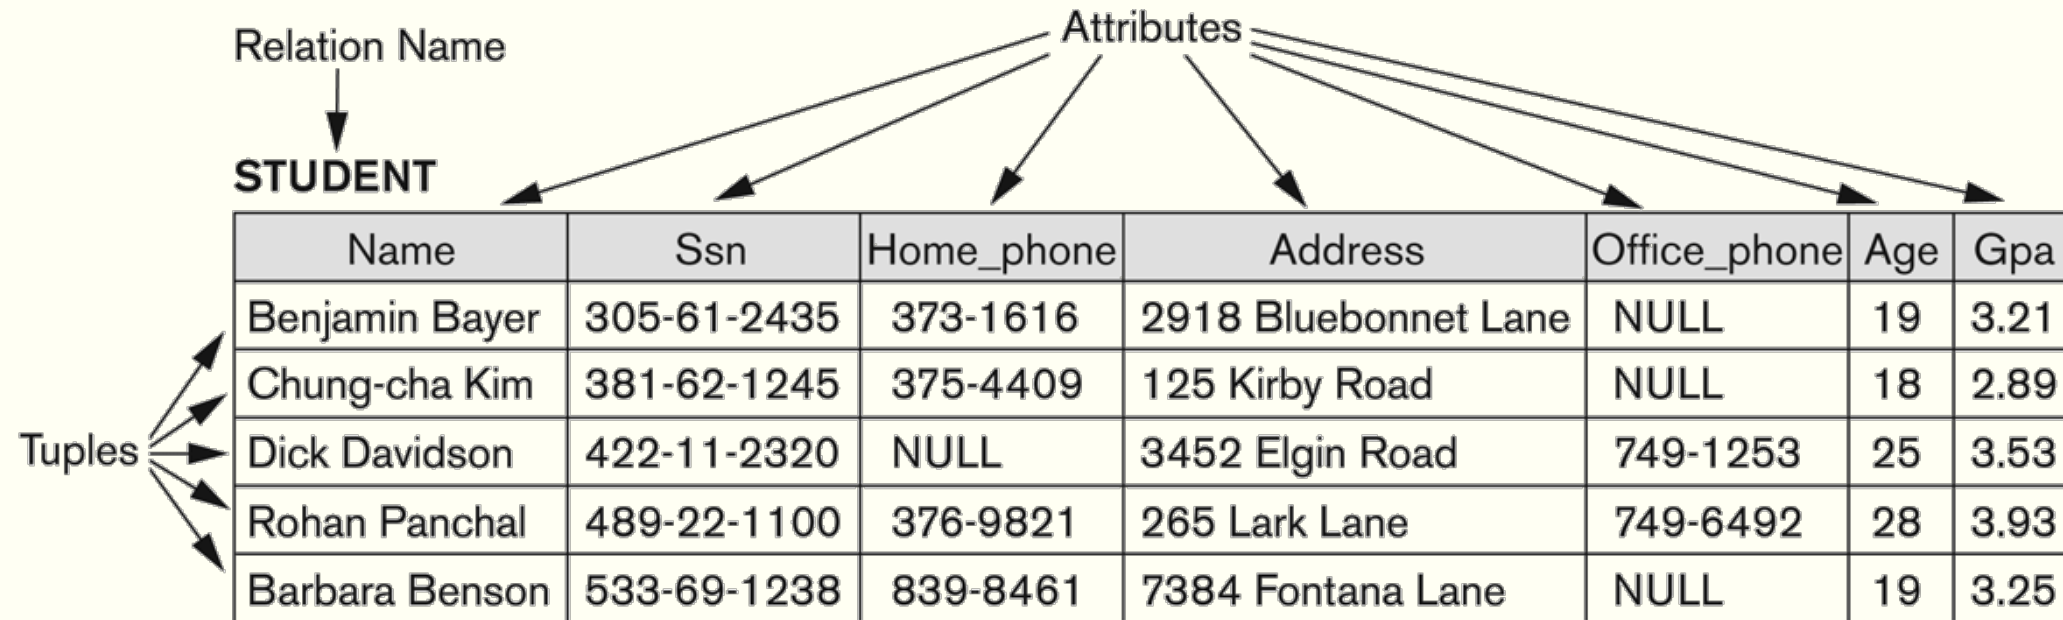 Attributes
Relation Name
STUDENT
Name Ssn Home_phone Address Office_phone Age Gpa
Benjamin Bayer 305-61-2435 373-1616 2918 Bluebonnet Lane NULL 19 3.21
Chung-cha Kim 381-62-1245 375-4409 125 Kirby Road NULL 18 2.89
Tuples Dick Davidson 422-11-2320 NULL 3452 Elgin Road 749-1253 25 3.53
Rohan Panchal 489-22-1100 376-9821 265 Lark Lane 749-6492 28 3.93
Barbara Benson 533-69-1238 839-8461 7384 Fontana Lane NULL 19 3.25